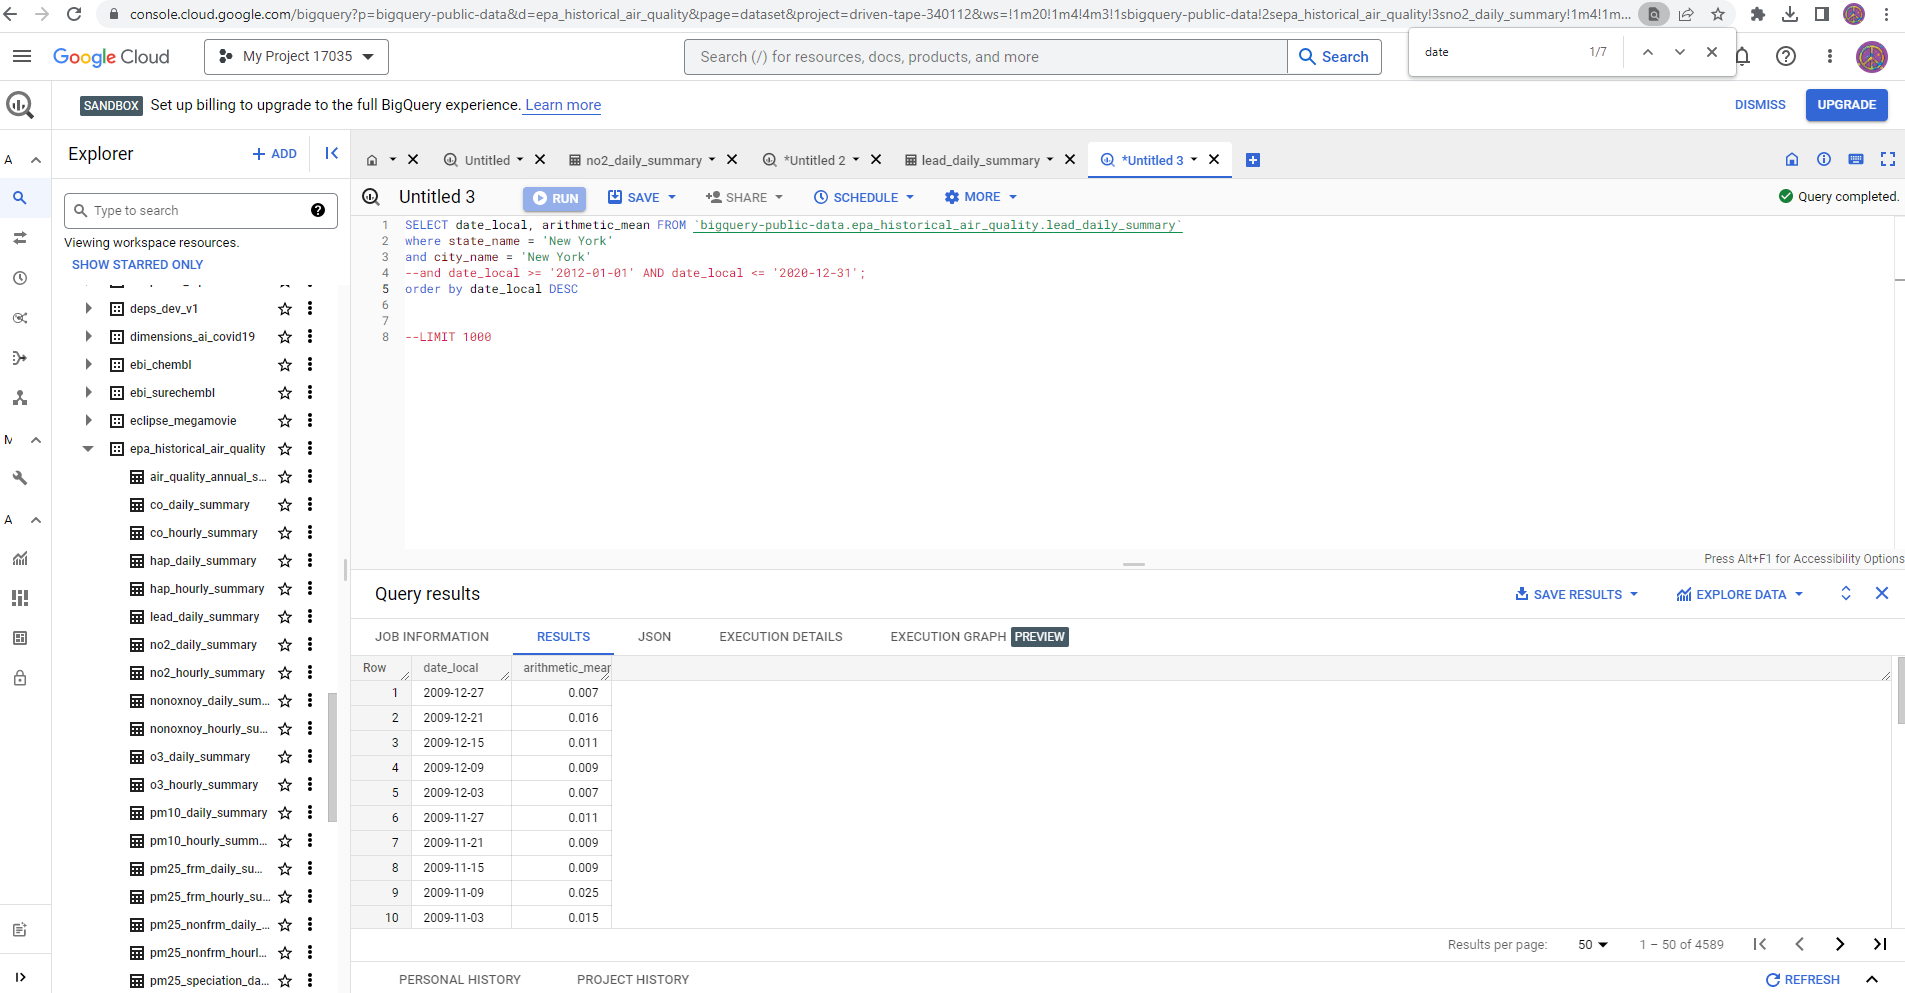 console.cloud.google.com/bigquery?p=bigquery-public-data&d=epa_historical_air_quality&page=dataset&project=driven-tape-340112&ws=!1m20!1m4!4m3!1sbigquery-public-data!2sepa_historical_air_quality!3sno2_daily_summary!1m4!1m...
Google Cloud
My Project 17035
Search (/) for resources, docs, products, and more
Search
date
1/7
SANDBOX Set up billing to upgrade to the full BigQuery experience. Learn more
DISMISS
UPGRADE
A
M
A
Explorer
+ ADD
Type to search
Viewing workspace resources.
SHOW STARRED ONLY
deps_dev_v1
dimensions_ai_covid19
ebi_chembl
ebi_surechembl
eclipse_megamovie
epa_historical_air_quality
air_quality_annual_s...
co_daily_summary
co_hourly_summary
hap_daily_summary
hap_hourly_summary
lead_daily_summary
no2_daily_summary
no2_hourly_summary
nonoxnoy_daily_sum...
nonoxnoy_hourly_su...
o3_daily_summary
o3_hourly_summary
pm10_daily_summary
pm10_hourly_summ...
pm25_frm_daily_su...
pm25_frm_hourly_su...
pm25_nonfrm_daily_...
pm25_nonfrm_hourl...
pm25_speciation_da...
Untitled
no2_daily_summary
*Untitled 2
lead_daily_summary
*Untitled 3
Untitled 3
RUN
SAVE
SHARE
SCHEDULE
MORE
Query completed.
1 SELECT date_local, arithmetic_mean FROM `bigquery-public-data.epa_historical_air_quality.lead_daily_summary`
2 where state_name = 'New York'
3 and city_name = 'New York'
4 --and date_local >= '2012-01-01' AND date_local <= '2020-12-31';
5 order by date_local DESC
6
7
8 --LIMIT 1000
Press Alt+F1 for Accessibility Options
Query results
SAVE RESULTS
EXPLORE DATA
JOB INFORMATION
RESULTS
JSON
EXECUTION DETAILS
EXECUTION GRAPH PREVIEW
Row date_local arithmetic_mean
1 2009-12-27 0.007
2 2009-12-21 0.016
3 2009-12-15 0.011
4 2009-12-09 0.009
5 2009-12-03 0.007
6 2009-11-27 0.011
7 2009-11-21 0.009
8 2009-11-15 0.009
9 2009-11-09 0.025
10 2009-11-03 0.015
Results per page: 50 1 – 50 of 4589
PERSONAL HISTORY
PROJECT HISTORY
REFRESH